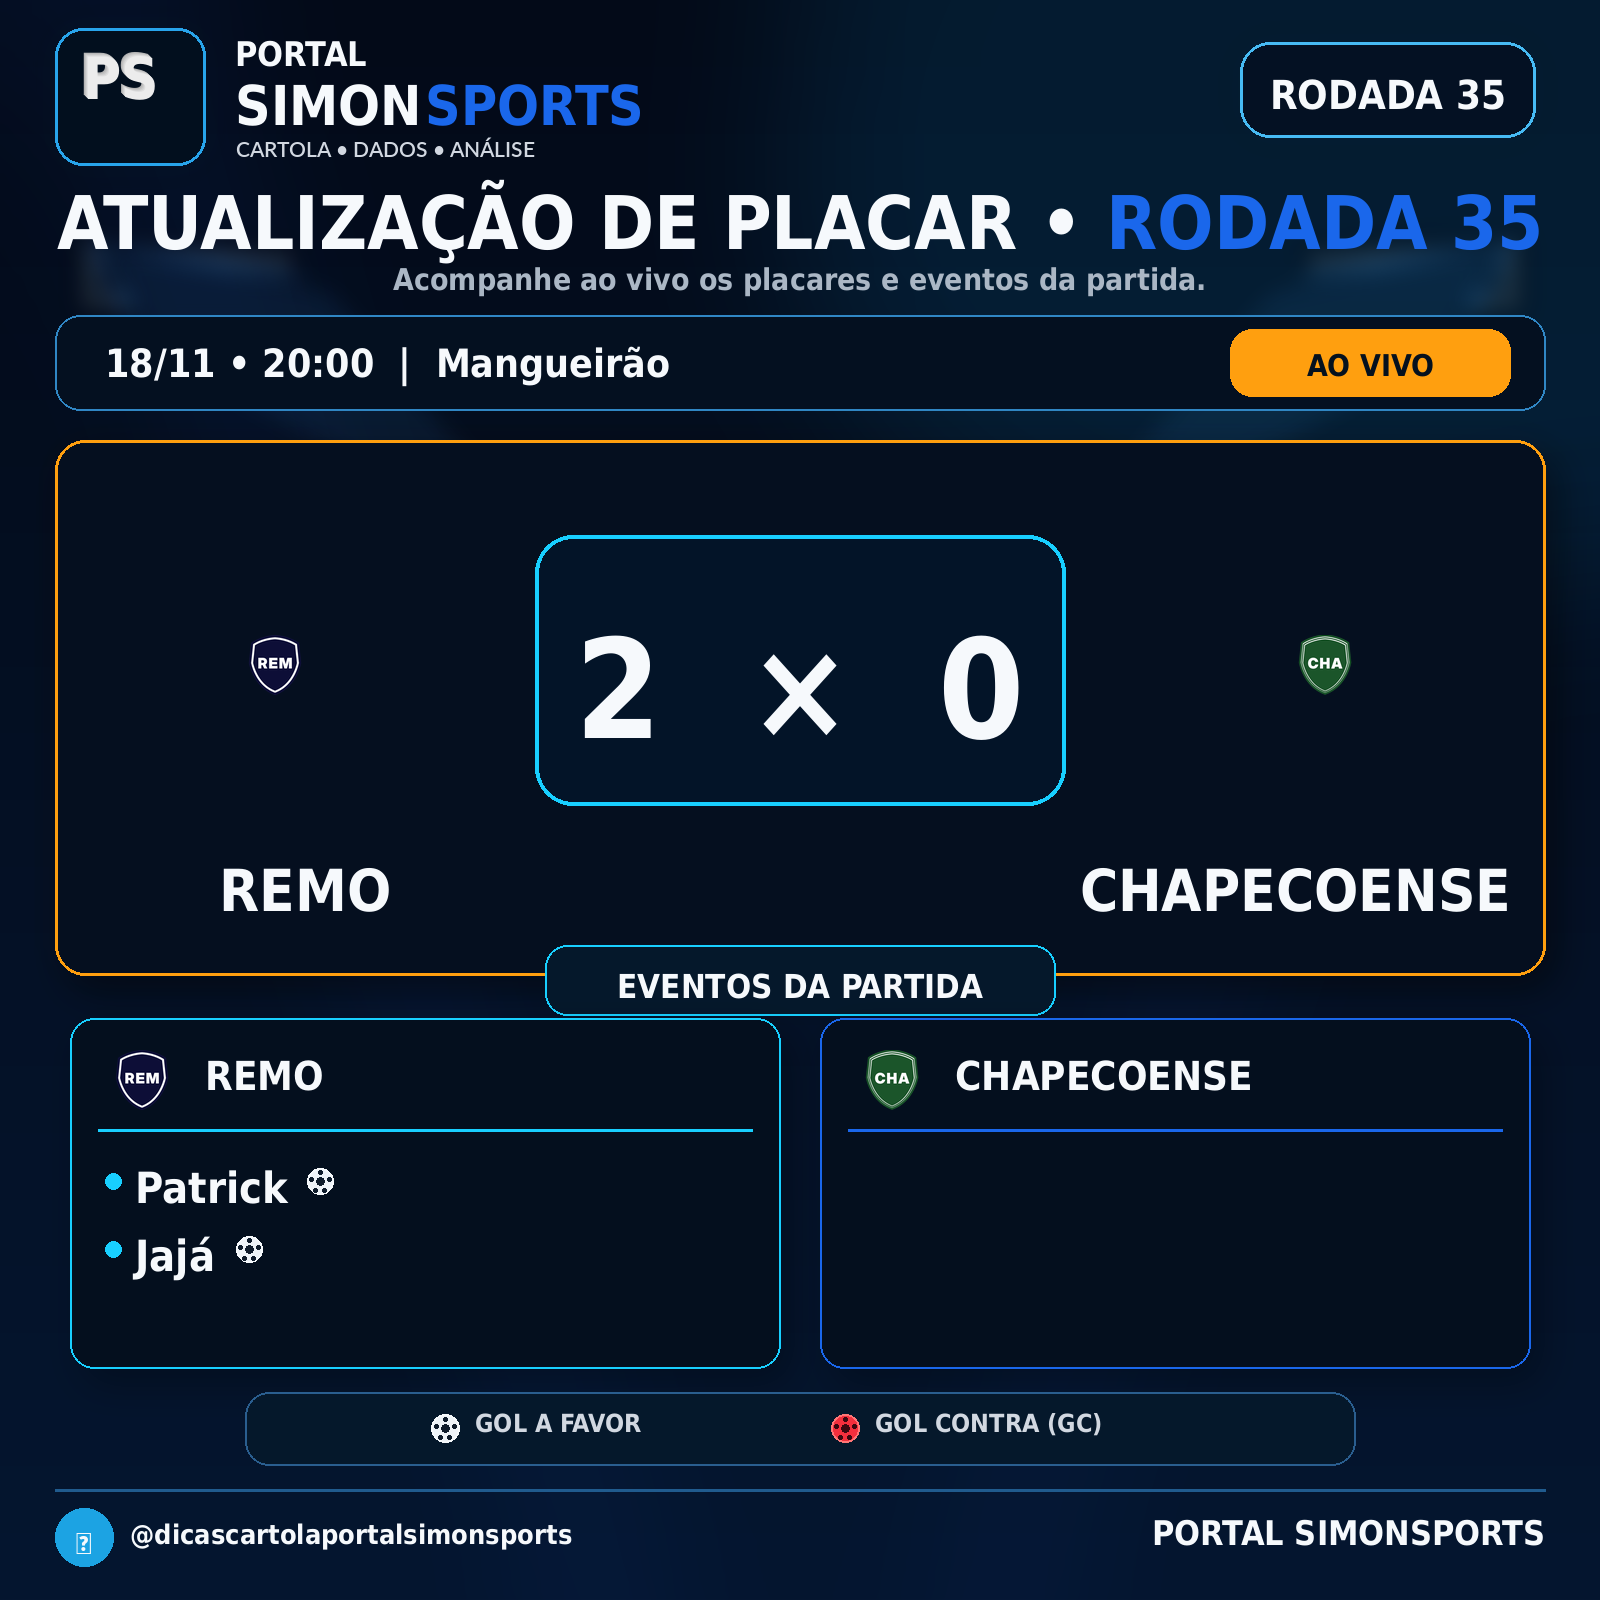 PS
PORTAL
SIMONSPORTS
CARTOLA • DADOS • ANÁLISE
RODADA 35
ATUALIZAÇÃO DE PLACAR • RODADA 35
Acompanhe ao vivo os placares e eventos da partida.
18/11 • 20:00 | Mangueirão
AO VIVO
REM
2 × 0
CHA
REMO
CHAPECOENSE
EVENTOS DA PARTIDA
REM
REMO
Patrick
Jajá
CHA
CHAPECOENSE
GOL A FAVOR
GOL CONTRA (GC)
@dicascartolaportalsimonsports
PORTAL SIMONSPORTS